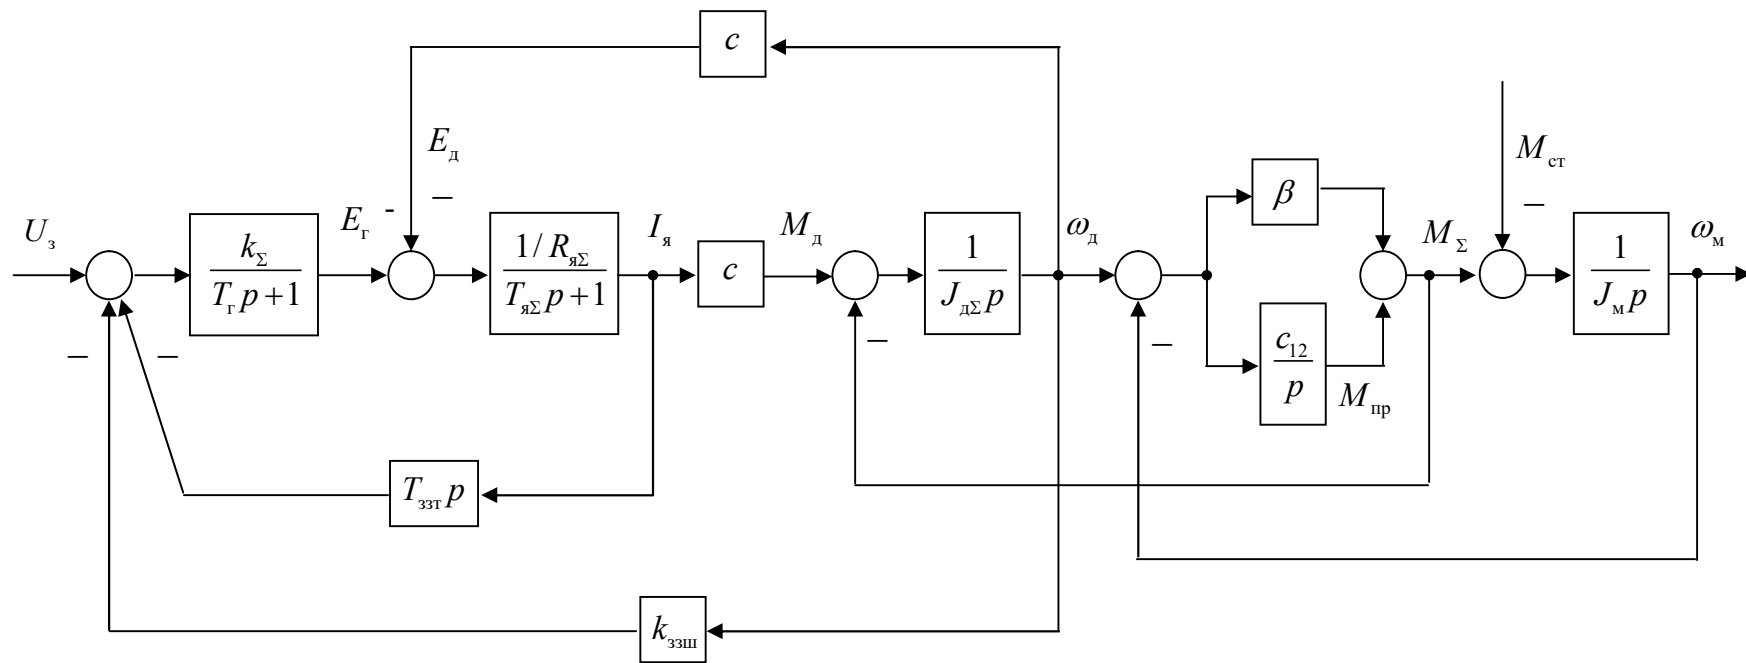 c
E_д
−
M_ст
β
−
U_з
k_Σ / (T_г p + 1)
E_г
-
(1 / R_яΣ) / (T_яΣ p + 1)
I_я
c
M_д
1 / (J_дΣ p)
ω_д
M_Σ
1 / (J_м p)
ω_м
−
−
−
−
c_12 / p
M_пр
T_ззт p
k_ззш